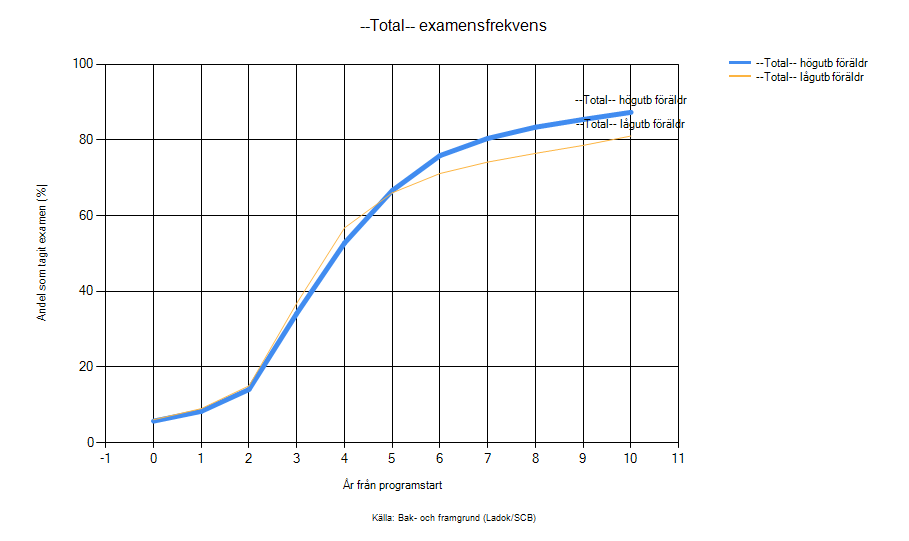 --Total-- examensfrekvens
--Total-- högutb föräldr
--Total-- lågutb föräldr
Andel som tagit examen (%)
100
80
60
40
20
0
--Total-- högutb föräldr
--Total-- lågutb föräldr
-1 0 1 2 3 4 5 6 7 8 9 10 11
År från programstart
Källa: Bak- och framgrund (Ladok/SCB)